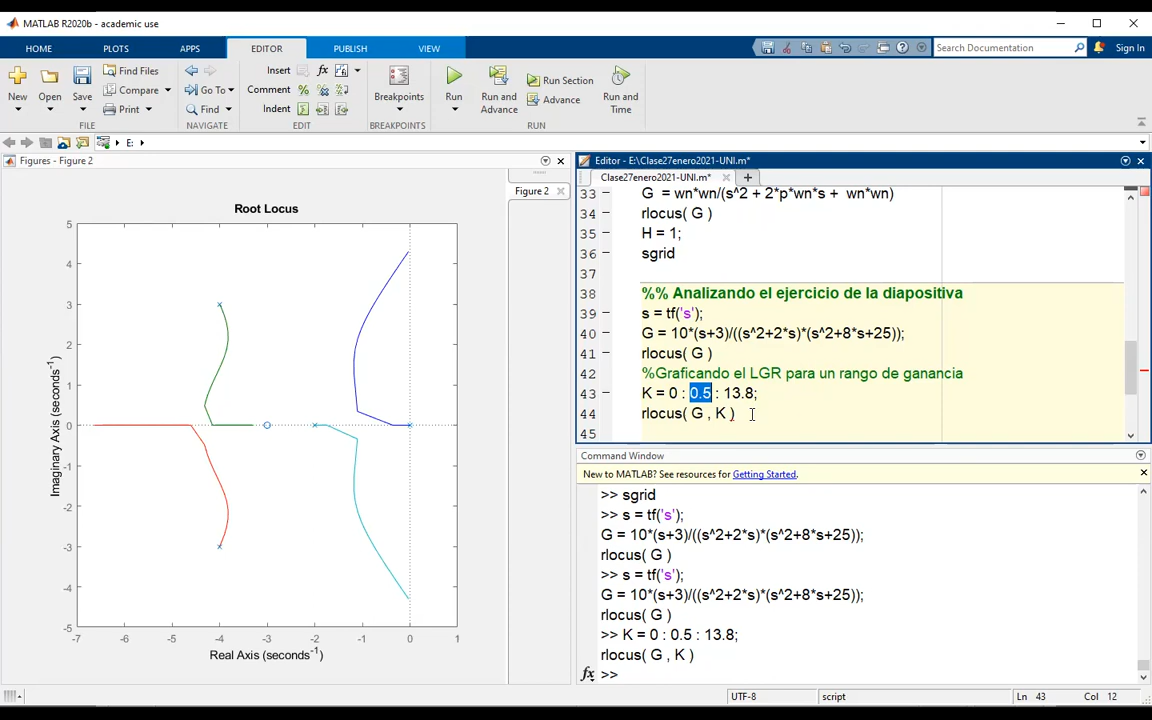 MATLAB R2020b - academic use
HOME PLOTS APPS EDITOR PUBLISH VIEW Search Documentation Sign In
New Open Save Find Files Compare Print FILE
Go To Find NAVIGATE
Insert fx Comment % Indent EDIT
Breakpoints BREAKPOINTS
Run Run and Advance Run Section Advance Run and Time RUN
E:
Figures - Figure 2
Figure 2
Root Locus
5
4
3
2
1
0
-1
-2
-3
-4
-5
Imaginary Axis (seconds⁻¹)
-7 -6 -5 -4 -3 -2 -1 0 1
Real Axis (seconds⁻¹)
Editor - E:\Clase27enero2021-UNI.m*
Clase27enero2021-UNI.m*
33 G  = wn*wn/(s^2 + 2*p*wn*s +  wn*wn)
34 rlocus( G )
35 H = 1;
36 sgrid
37
38 %% Analizando el ejercicio de la diapositiva
39 s = tf('s');
40 G = 10*(s+3)/((s^2+2*s)*(s^2+8*s+25));
41 rlocus( G )
42 %Graficando el LGR para un rango de ganancia
43 K = 0 : 0.5 : 13.8;
44 rlocus( G , K )
45
Command Window
New to MATLAB? See resources for Getting Started.
>> sgrid
>> s = tf('s');
G = 10*(s+3)/((s^2+2*s)*(s^2+8*s+25));
rlocus( G )
>> s = tf('s');
G = 10*(s+3)/((s^2+2*s)*(s^2+8*s+25));
rlocus( G )
>> K = 0 : 0.5 : 13.8;
rlocus( G , K )
fx >>
UTF-8 script Ln 43 Col 12